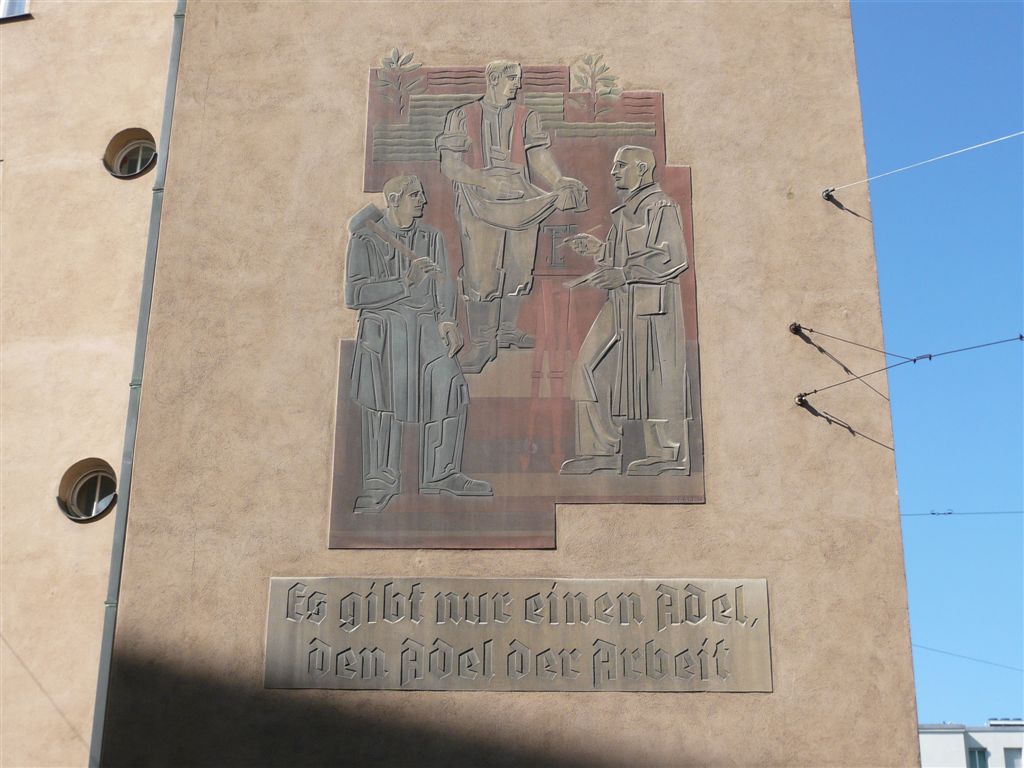 Es gibt nur einen Adel,
den Adel der Arbeit